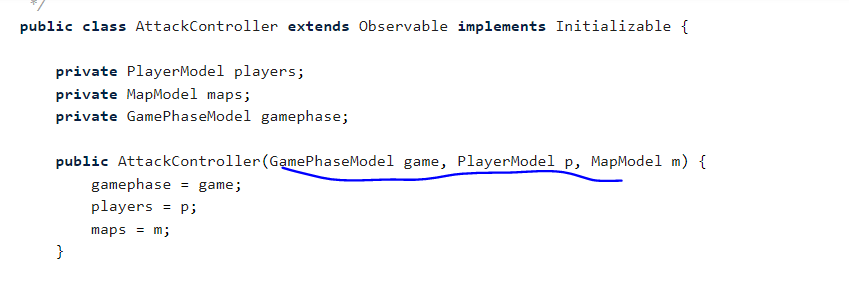 */
public class AttackController extends Observable implements Initializable {
private PlayerModel players;
private MapModel maps;
private GamePhaseModel gamephase;
public AttackController(GamePhaseModel game, PlayerModel p, MapModel m) {
gamephase = game;
players = p;
maps = m;
}